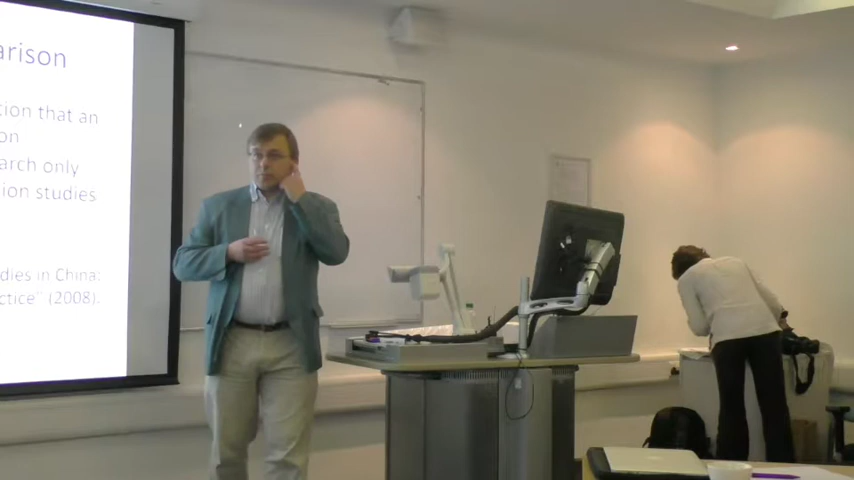 arison
tion that an
on
arch only
ion studies
dies in China:
ctice" (2008).